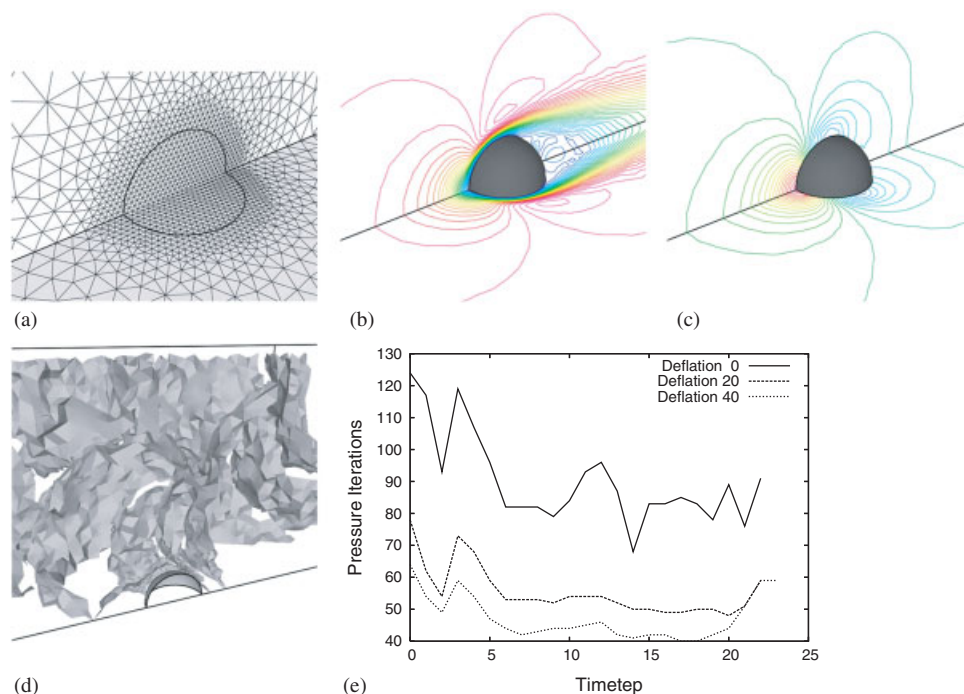 (a)
(b)
(c)
(d)
130
120
110
100
90
80
70
60
50
40
Pressure Iterations
Deflation 0
Deflation 20
Deflation 40
0
5
10
15
20
25
(e)
Timetep